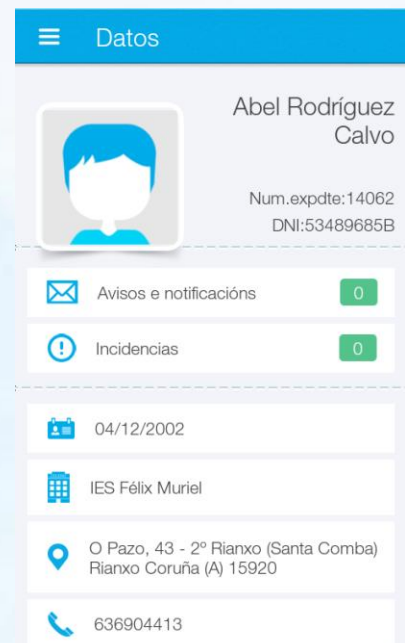 Datos
Abel Rodríguez
Calvo
Num.expdte:14062
DNI:53489685B
Avisos e notificacións 0
Incidencias 0
04/12/2002
IES Félix Muriel
O Pazo, 43 - 2º Rianxo (Santa Comba)
Rianxo Coruña (A) 15920
636904413